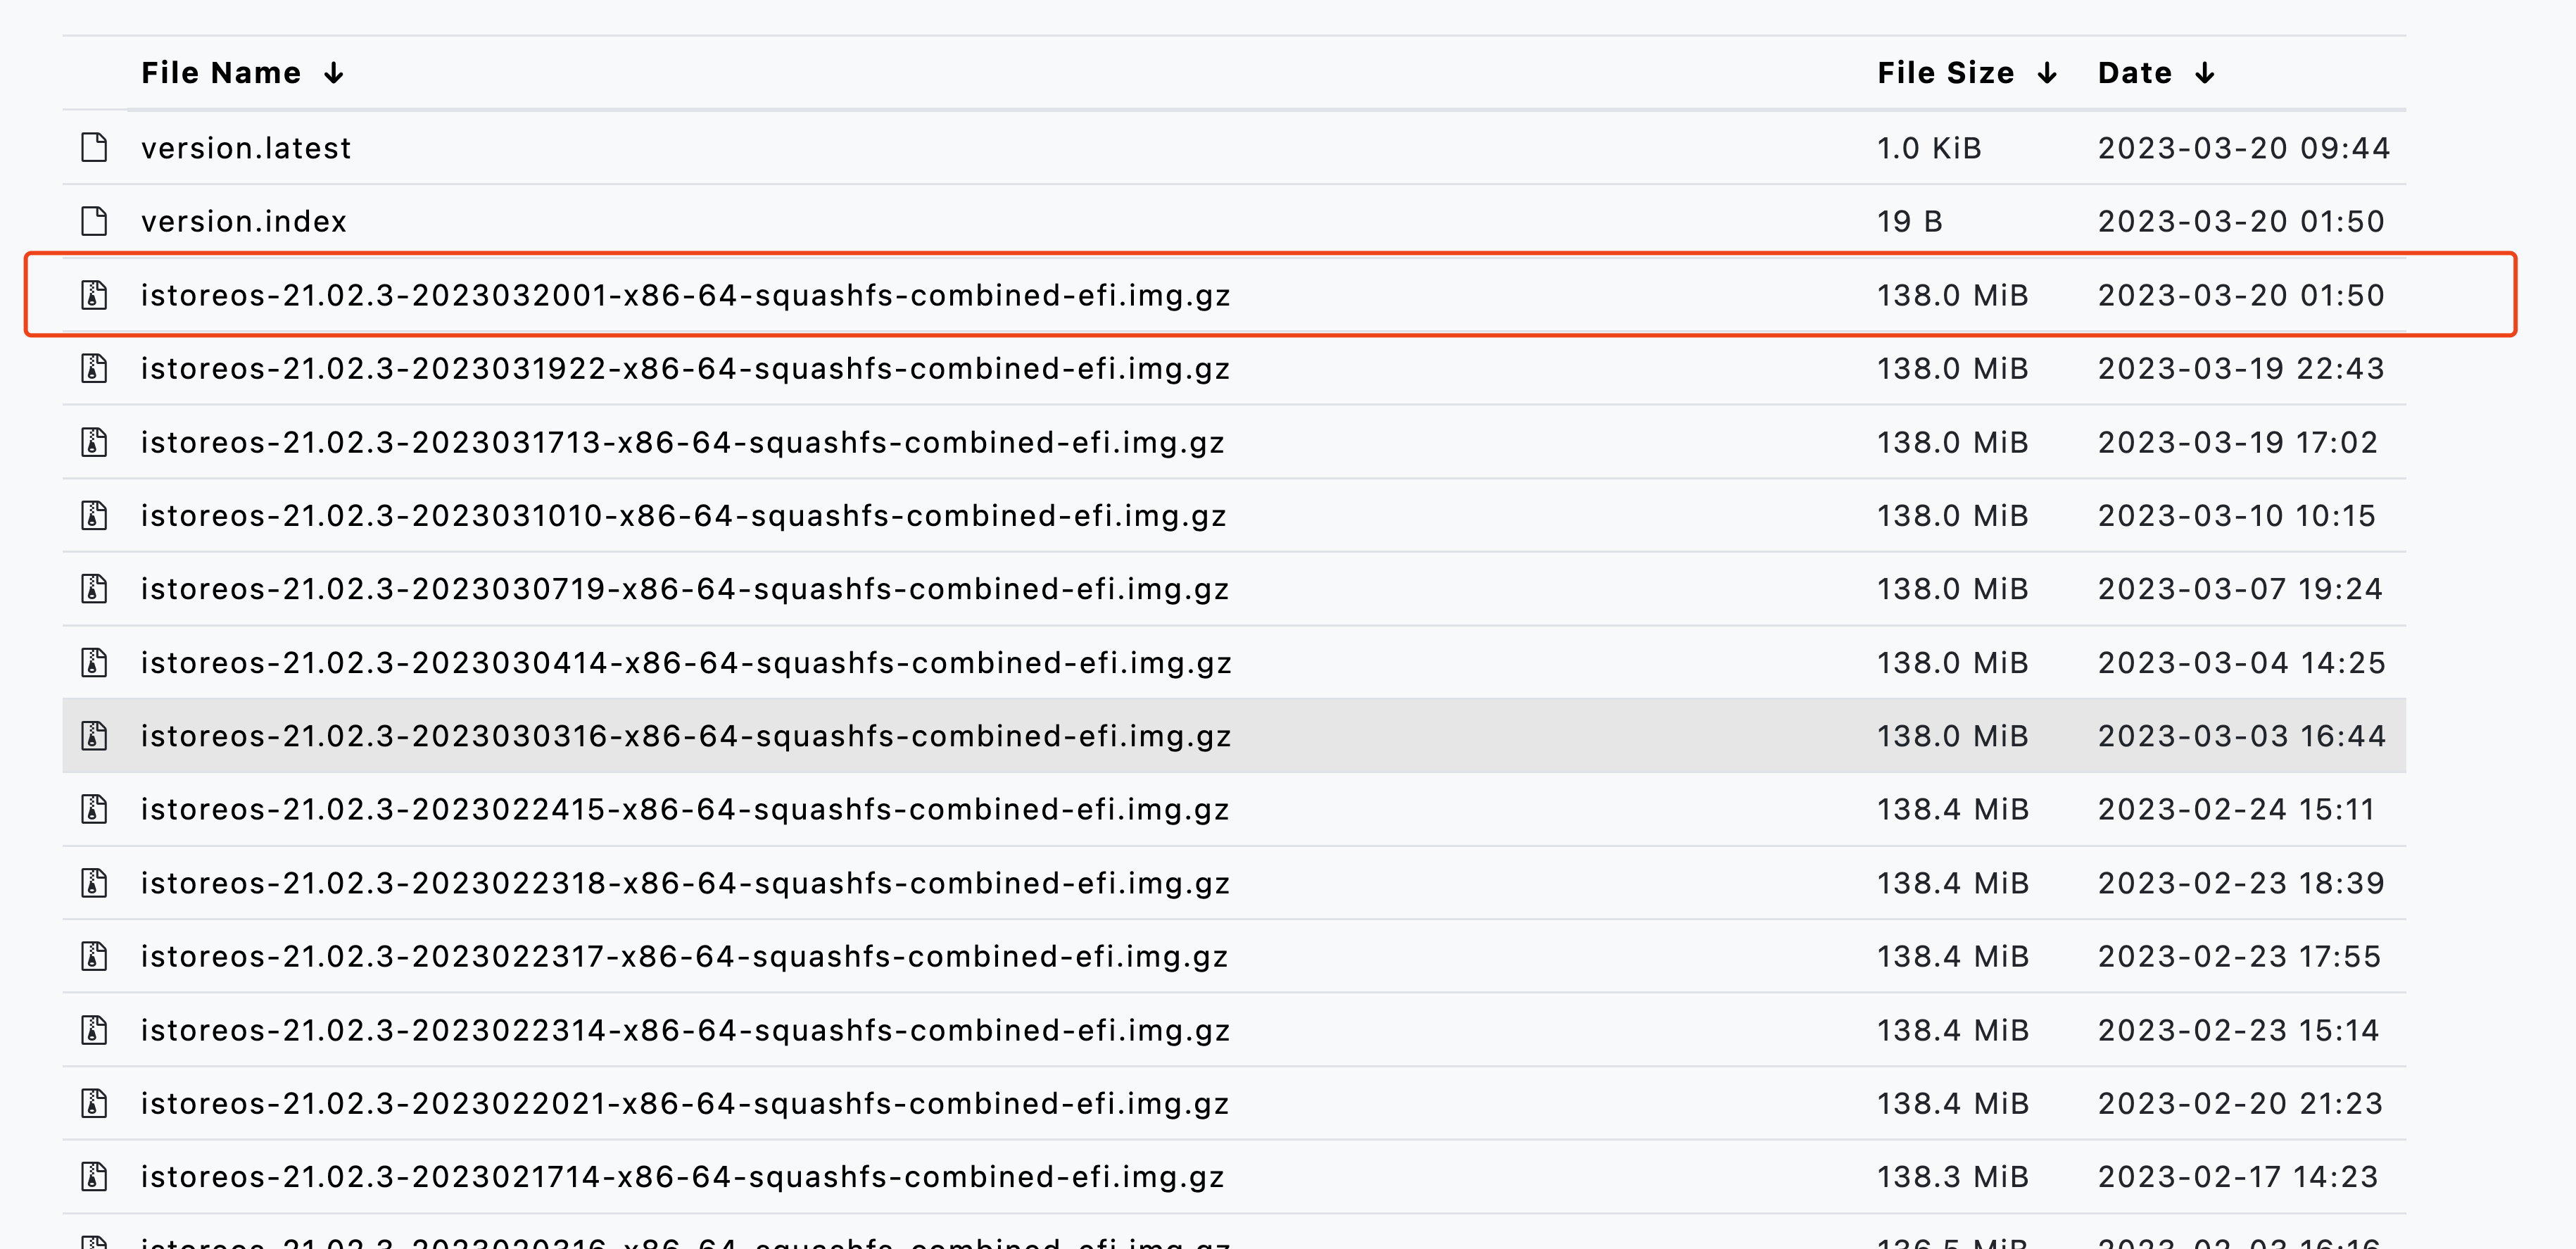 File Name ↓ File Size ↓ Date ↓
version.latest 1.0 KiB 2023-03-20 09:44
version.index 19 B 2023-03-20 01:50
istoreos-21.02.3-2023032001-x86-64-squashfs-combined-efi.img.gz 138.0 MiB 2023-03-20 01:50
istoreos-21.02.3-2023031922-x86-64-squashfs-combined-efi.img.gz 138.0 MiB 2023-03-19 22:43
istoreos-21.02.3-2023031713-x86-64-squashfs-combined-efi.img.gz 138.0 MiB 2023-03-19 17:02
istoreos-21.02.3-2023031010-x86-64-squashfs-combined-efi.img.gz 138.0 MiB 2023-03-10 10:15
istoreos-21.02.3-2023030719-x86-64-squashfs-combined-efi.img.gz 138.0 MiB 2023-03-07 19:24
istoreos-21.02.3-2023030414-x86-64-squashfs-combined-efi.img.gz 138.0 MiB 2023-03-04 14:25
istoreos-21.02.3-2023030316-x86-64-squashfs-combined-efi.img.gz 138.0 MiB 2023-03-03 16:44
istoreos-21.02.3-2023022415-x86-64-squashfs-combined-efi.img.gz 138.4 MiB 2023-02-24 15:11
istoreos-21.02.3-2023022318-x86-64-squashfs-combined-efi.img.gz 138.4 MiB 2023-02-23 18:39
istoreos-21.02.3-2023022317-x86-64-squashfs-combined-efi.img.gz 138.4 MiB 2023-02-23 17:55
istoreos-21.02.3-2023022314-x86-64-squashfs-combined-efi.img.gz 138.4 MiB 2023-02-23 15:14
istoreos-21.02.3-2023022021-x86-64-squashfs-combined-efi.img.gz 138.4 MiB 2023-02-20 21:23
istoreos-21.02.3-2023021714-x86-64-squashfs-combined-efi.img.gz 138.3 MiB 2023-02-17 14:23